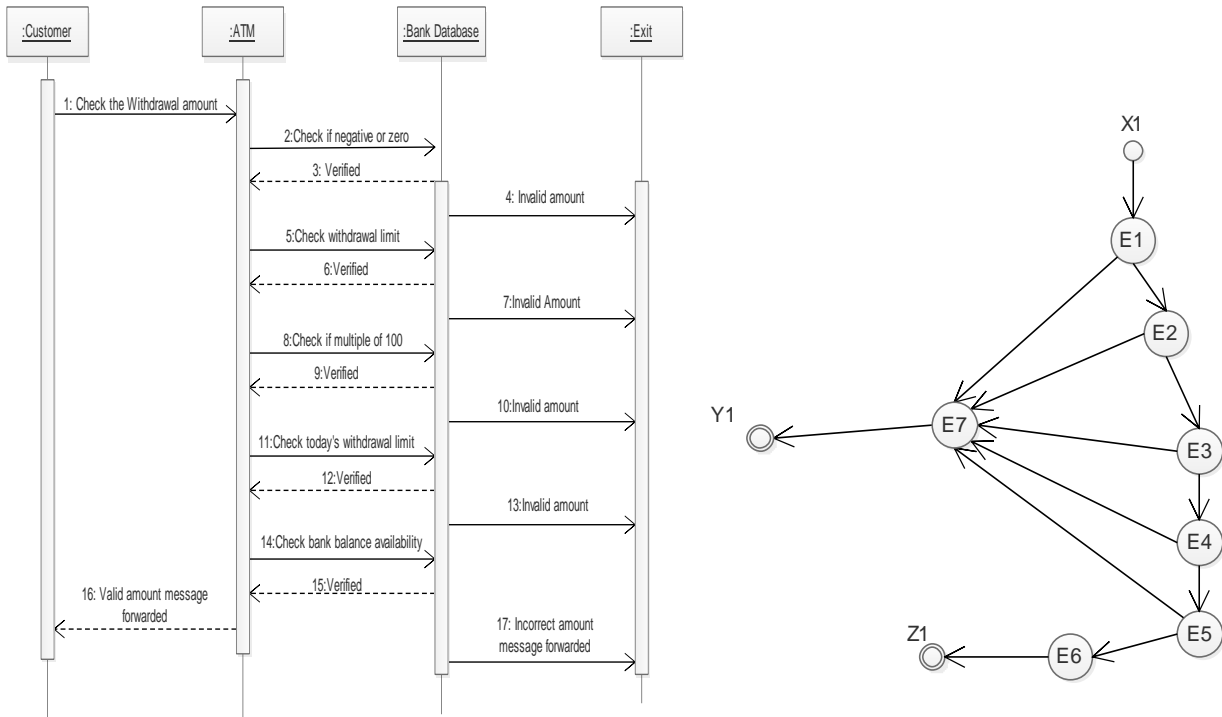 :Customer
:ATM
:Bank Database
:Exit
1: Check the Withdrawal amount
2:Check if negative or zero
3: Verified
4: Invalid amount
5:Check withdrawal limit
6:Verified
7:Invalid Amount
8:Check if multiple of 100
9:Verified
10:Invalid amount
11:Check today's withdrawal limit
12:Verified
13:Invalid amount
14:Check bank balance availability
15:Verified
16: Valid amount message
forwarded
17: Incorrect amount
message forwarded
X1
E1
E2
Y1
E7
E3
E4
E5
Z1
E6